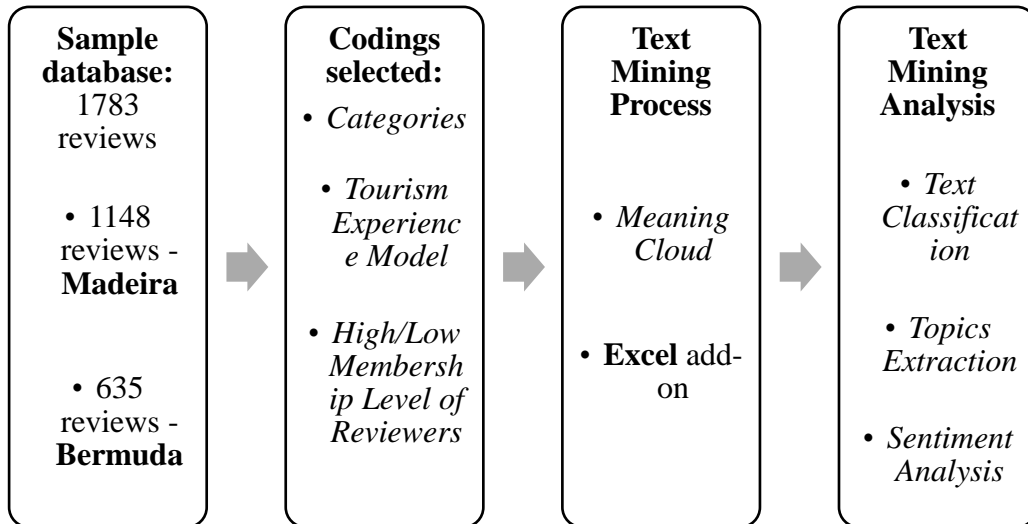 Sample
database:
1783
reviews
• 1148
reviews -
Madeira
• 635
reviews -
Bermuda
Codings
selected:
• Categories
• Tourism
Experienc
e Model
• High/Low
Membersh
ip Level of
Reviewers
Text
Mining
Process
• Meaning
Cloud
• Excel add-
on
Text
Mining
Analysis
• Text
Classificat
ion
• Topics
Extraction
• Sentiment
Analysis